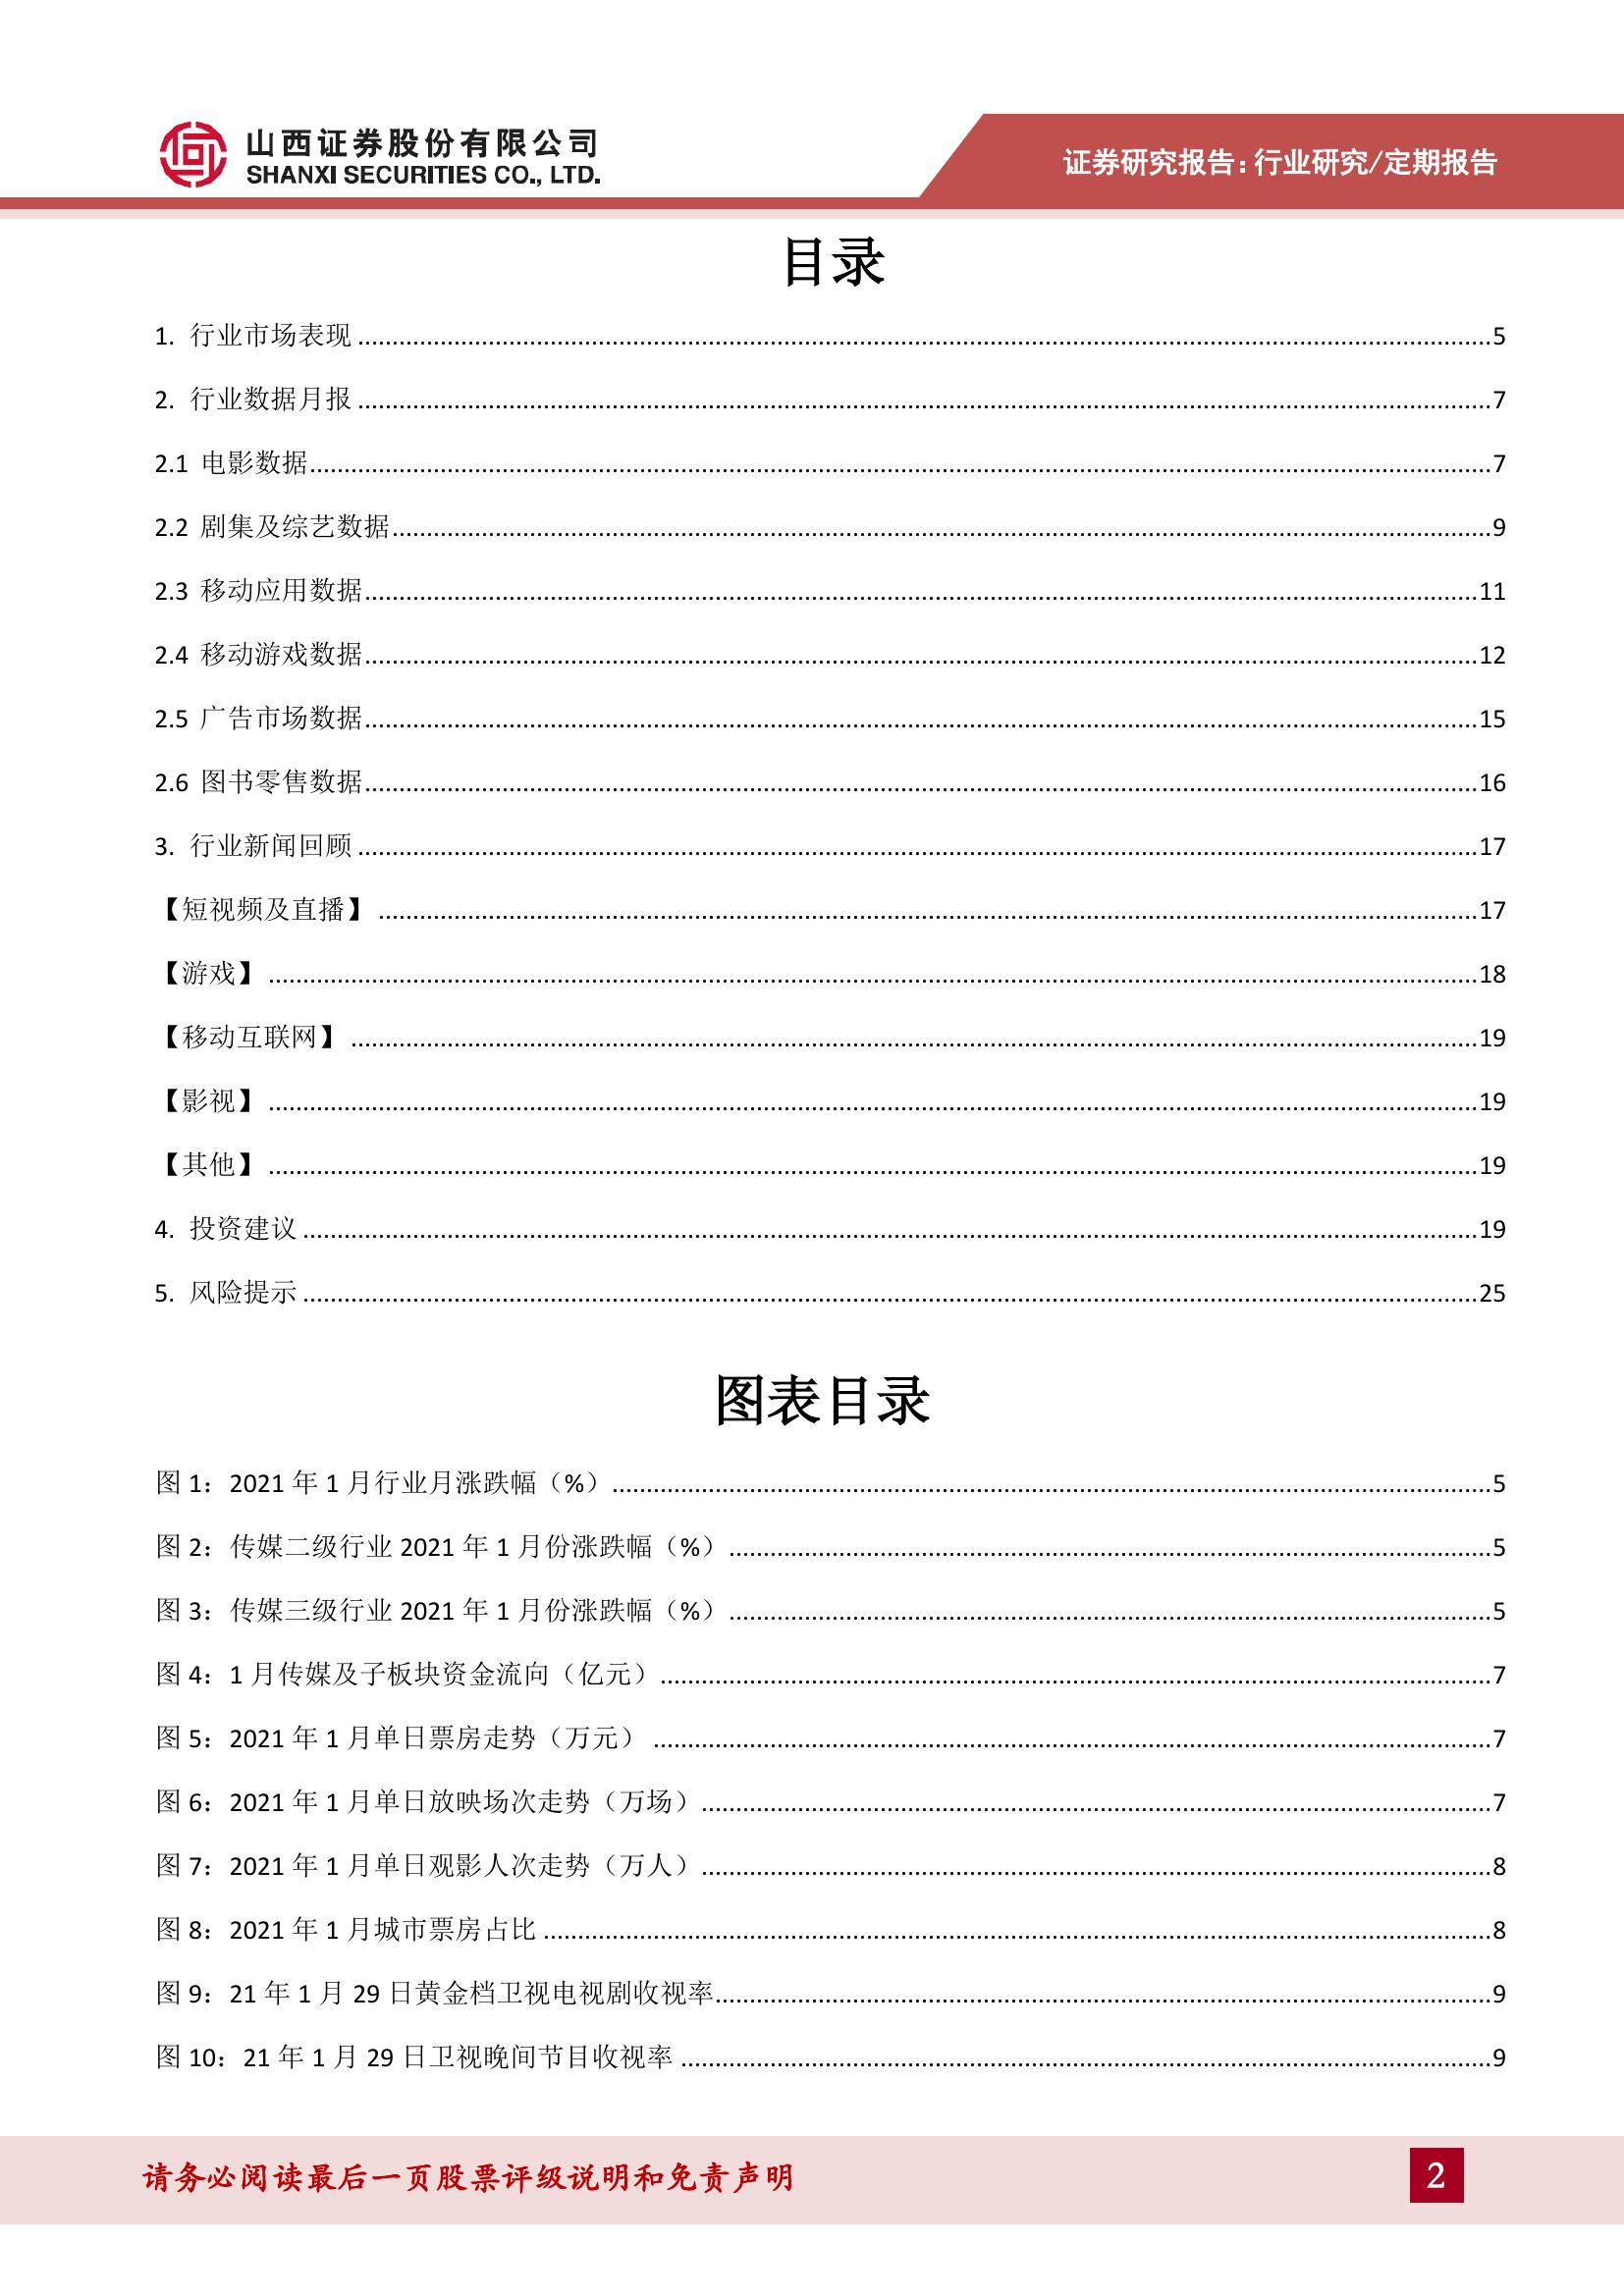 山西证券股份有限公司
SHANXI SECURITIES CO., LTD.
证券研究报告:行业研究/定期报告
目录
1. 行业市场表现 ........ 5
2. 行业数据月报 ........ 7
2.1 电影数据 ........ 7
2.2 剧集及综艺数据 ........ 9
2.3 移动应用数据 ........ 11
2.4 移动游戏数据 ........ 12
2.5 广告市场数据 ........ 15
2.6 图书零售数据 ........ 16
3. 行业新闻回顾 ........ 17
【短视频及直播】 ........ 17
【游戏】 ........ 18
【移动互联网】 ........ 19
【影视】 ........ 19
【其他】 ........ 19
4. 投资建议 ........ 19
5. 风险提示 ........ 25
图表目录
图 1：2021 年 1 月行业月涨跌幅（%） ........ 5
图 2：传媒二级行业 2021 年 1 月份涨跌幅（%） ........ 5
图 3：传媒三级行业 2021 年 1 月份涨跌幅（%） ........ 5
图 4：1 月传媒及子板块资金流向（亿元） ........ 7
图 5：2021 年 1 月单日票房走势（万元） ........ 7
图 6：2021 年 1 月单日放映场次走势（万场） ........ 7
图 7：2021 年 1 月单日观影人次走势（万人） ........ 8
图 8：2021 年 1 月城市票房占比 ........ 8
图 9：21 年 1 月 29 日黄金档卫视电视剧收视率 ........ 9
图 10：21 年 1 月 29 日卫视晚间节目收视率 ........ 9
请务必阅读最后一页股票评级说明和免责声明
2